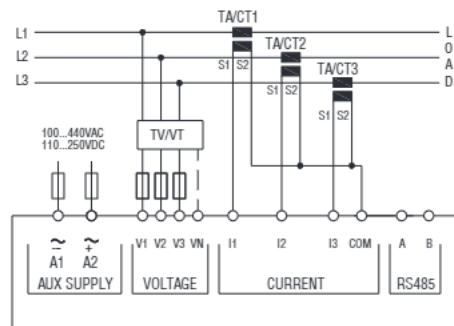 TA/CT1
L1
L
L2
TA/CT2
O
S1 S2
A
L3
TA/CT3
D
S1 S2
100...440VAC
110...250VDC
TV/VT
S1 S2
V1 V2 V3 VN I1 I2 I3 COM A B
~ ~
− +
A1 A2
AUX SUPPLY VOLTAGE CURRENT RS485